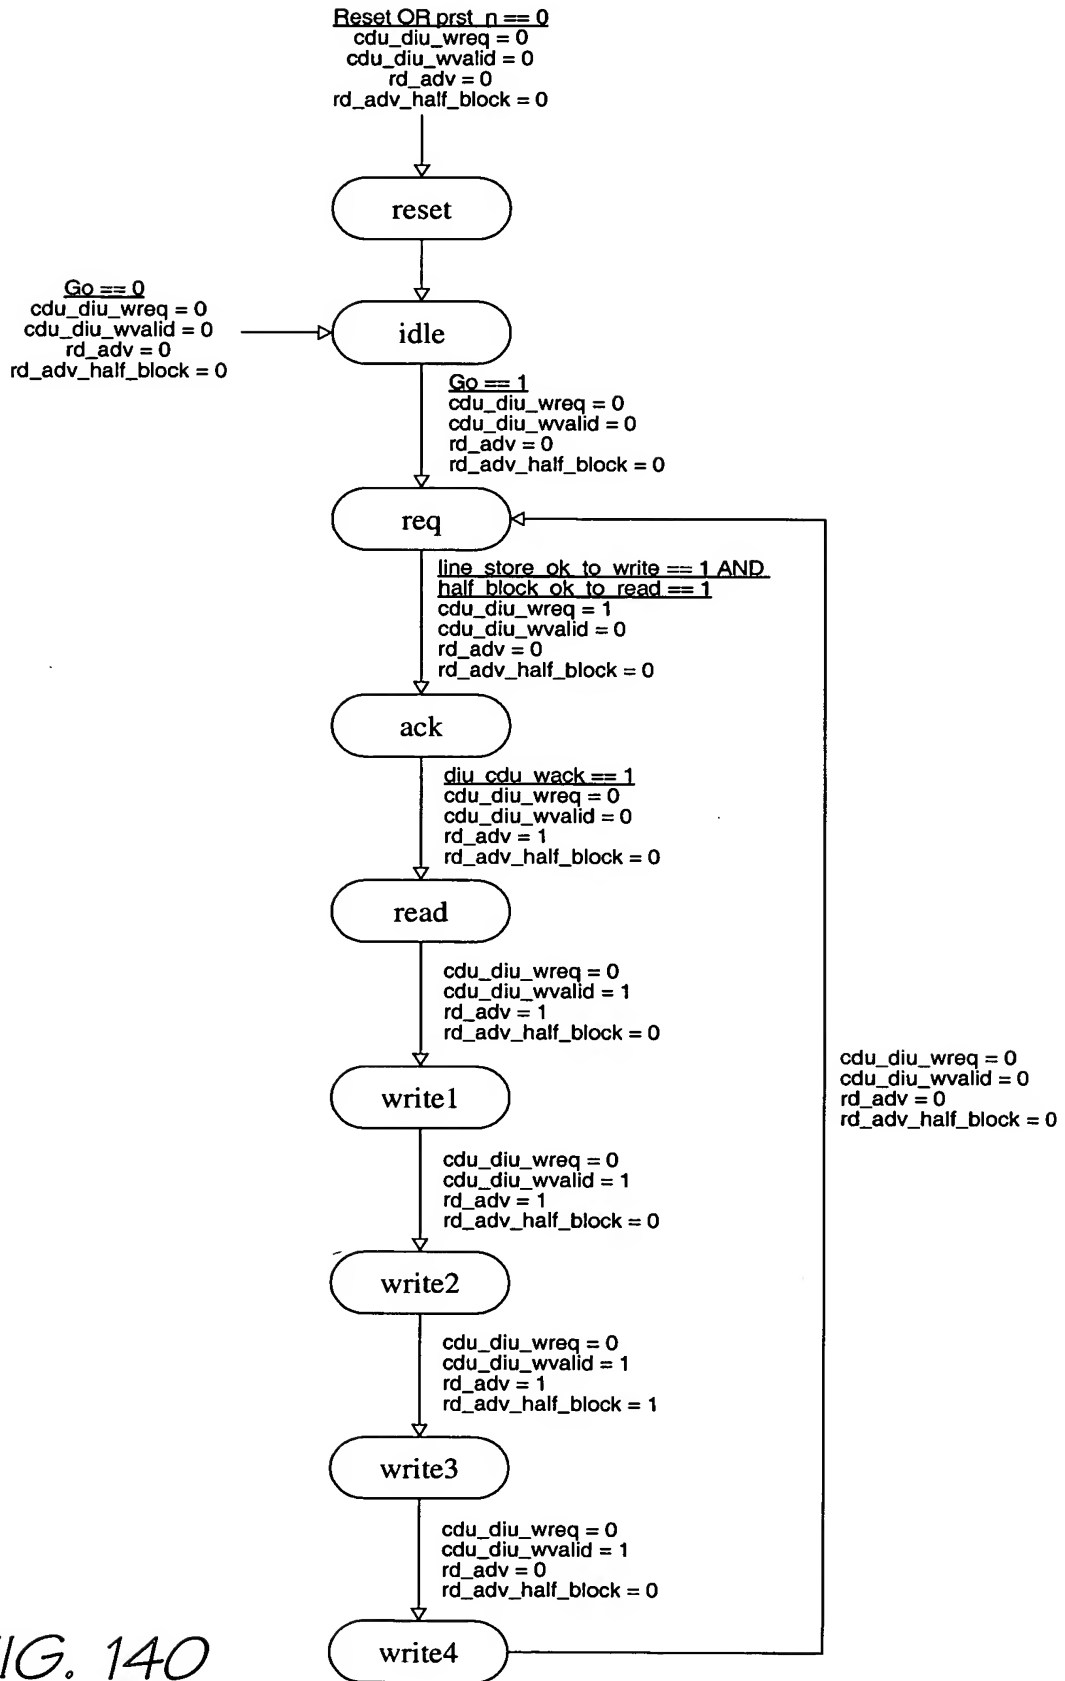 Reset OR prst_n == 0
cdu_diu_wreq = 0
cdu_diu_wvalid = 0
rd_adv = 0
rd_adv_half_block = 0
reset
Go == 0
cdu_diu_wreq = 0
cdu_diu_wvalid = 0
rd_adv = 0
rd_adv_half_block = 0
idle
Go == 1
cdu_diu_wreq = 0
cdu_diu_wvalid = 0
rd_adv = 0
rd_adv_half_block = 0
req
line_store_ok_to_write == 1 AND
half_block_ok_to_read == 1
cdu_diu_wreq = 1
cdu_diu_wvalid = 0
rd_adv = 0
rd_adv_half_block = 0
ack
diu_cdu_wack == 1
cdu_diu_wreq = 0
cdu_diu_wvalid = 0
rd_adv = 1
rd_adv_half_block = 0
read
cdu_diu_wreq = 0
cdu_diu_wvalid = 1
rd_adv = 1
rd_adv_half_block = 0
cdu_diu_wreq = 0
cdu_diu_wvalid = 0
rd_adv = 0
rd_adv_half_block = 0
write1
cdu_diu_wreq = 0
cdu_diu_wvalid = 1
rd_adv = 1
rd_adv_half_block = 0
write2
cdu_diu_wreq = 0
cdu_diu_wvalid = 1
rd_adv = 1
rd_adv_half_block = 1
write3
cdu_diu_wreq = 0
cdu_diu_wvalid = 1
rd_adv = 0
rd_adv_half_block = 0
write4
IG. 140